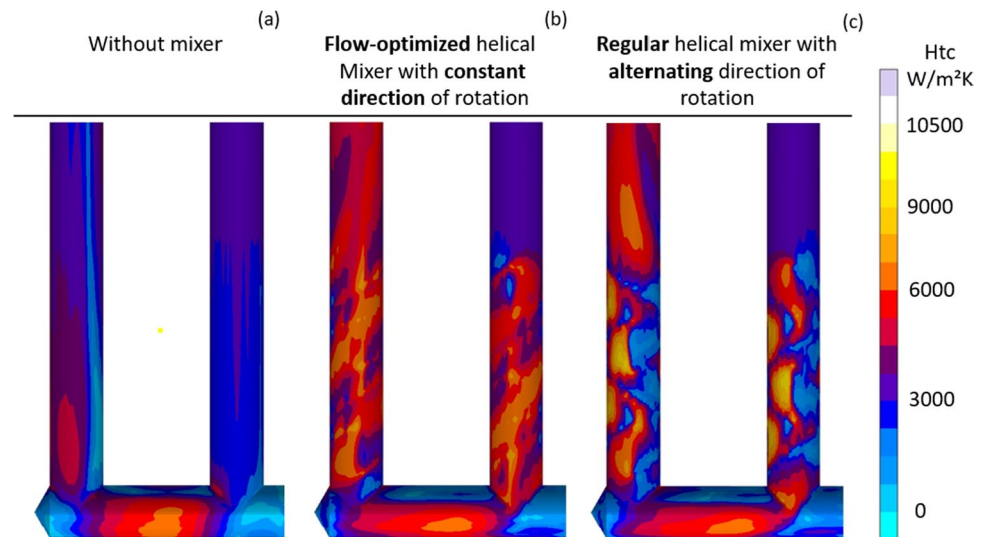 (a)
Without mixer
(b)
Flow-optimized helical
Mixer with constant
direction of rotation
(c)
Regular helical mixer with
alternating direction of
rotation
Htc
W/m²K
10500
9000
6000
3000
0